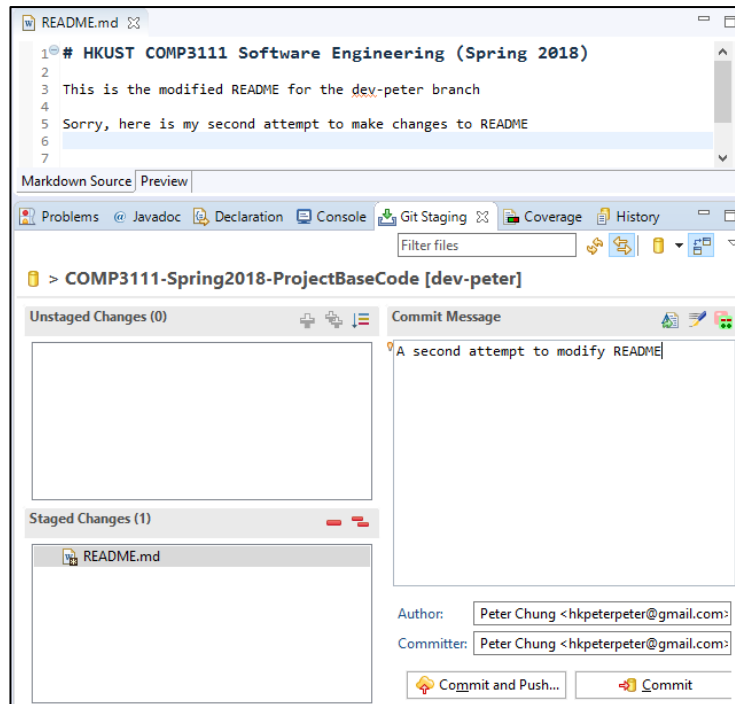 README.md
1 # HKUST COMP3111 Software Engineering (Spring 2018)
2
3 This is the modified README for the dev-peter branch
4
5 Sorry, here is my second attempt to make changes to README
6
7
Markdown Source Preview
Problems @ Javadoc Declaration Console Git Staging Coverage History
Filter files
> COMP3111-Spring2018-ProjectBaseCode [dev-peter]
Unstaged Changes (0)
Commit Message
A second attempt to modify README
Staged Changes (1)
README.md
Author: Peter Chung <hkpeterpeter@gmail.com>
Committer: Peter Chung <hkpeterpeter@gmail.com>
Commit and Push... Commit